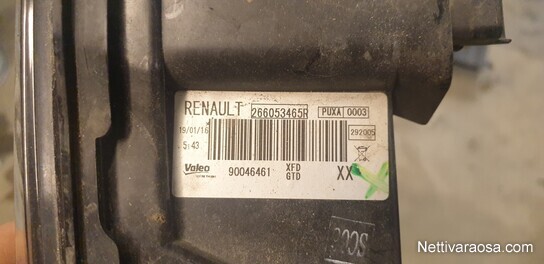 RENAULT 266053465R PUXA 0003
19/01/16 292005
5:43
Valeo 90046461 XFD GTD XX
Nettivaraosa.com